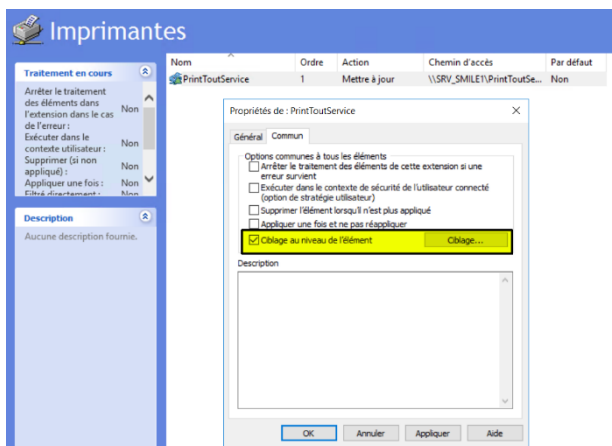 Imprimantes
Nom Ordre Action Chemin d'accès Par défaut
PrintToutService 1 Mettre à jour \\SRV_SMILE1\PrintToutSe... Non
Traitement en cours
Arrêter le traitement
des éléments dans
l'extension dans le cas Non
de l'erreur :
Exécuter dans le
contexte utilisateur : Non
Supprimer (si non
appliqué) : Non
Appliquer une fois : Non
Filtré directement : Non
Description
Aucune description fournie.
Propriétés de : PrintToutService
Général Commun
Options communes à tous les éléments
Arrêter le traitement des éléments de cette extension si une
erreur survient
Exécuter dans le contexte de sécurité de l'utilisateur connecté
(option de stratégie utilisateur)
Supprimer l'élément lorsqu'il n'est plus appliqué
Appliquer une fois et ne pas réappliquer
Ciblage au niveau de l'élément Ciblage...
Description
OK Annuler Appliquer Aide